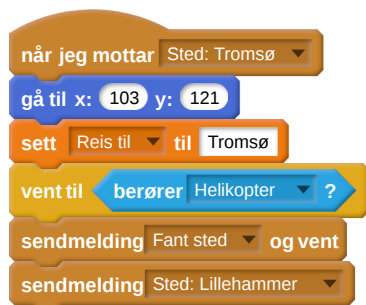 når jeg mottar Sted: Tromsø
gå til x: 103 y: 121
sett Reis til til Tromsø
vent til berører Helikopter ?
sendmelding Fant sted og vent
sendmelding Sted: Lillehammer